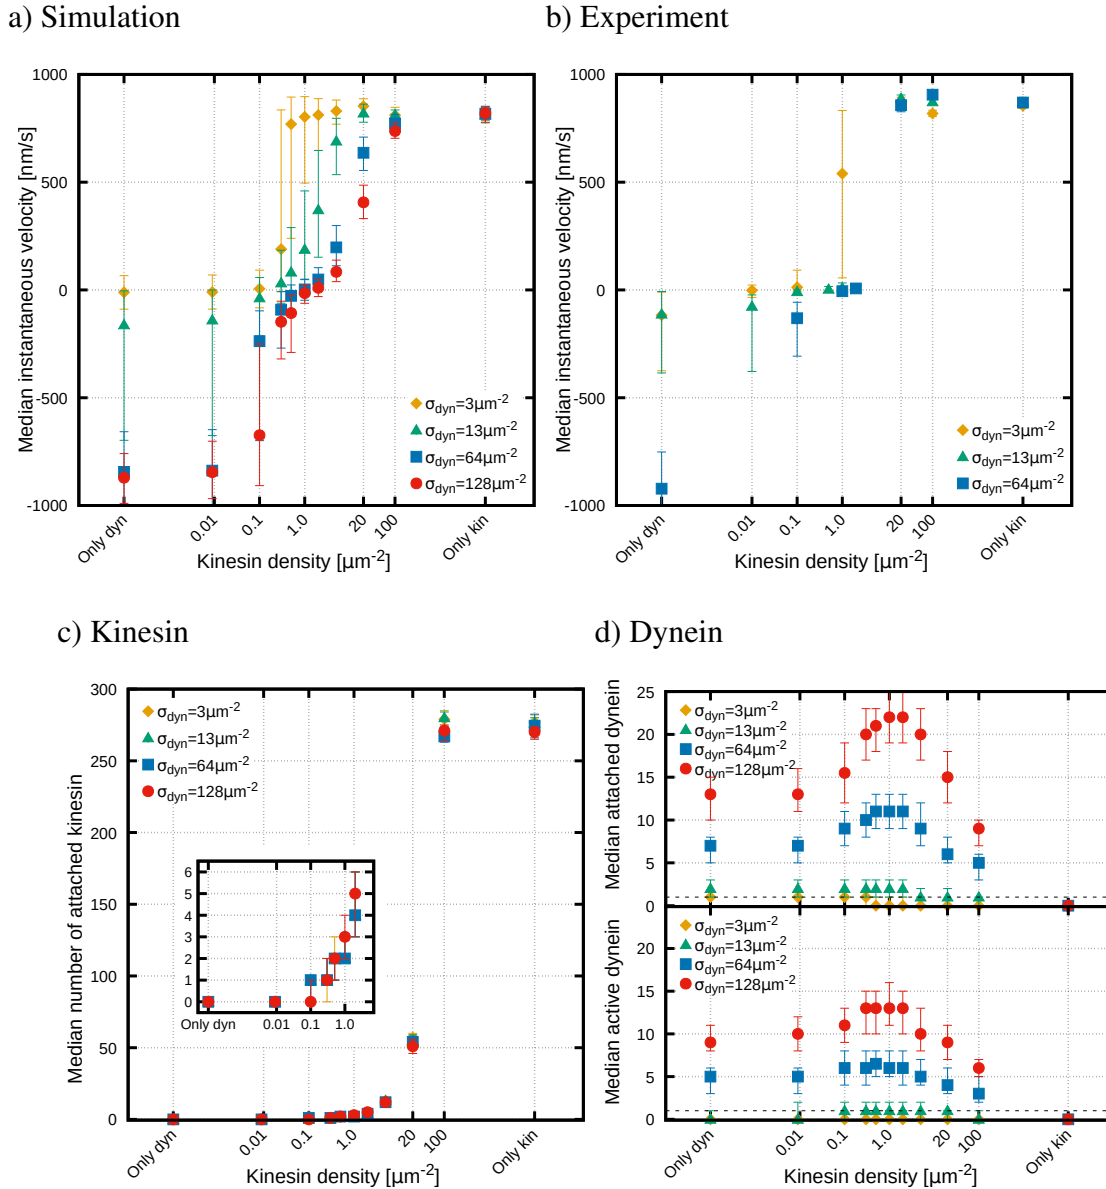 a) Simulation
b) Experiment
Median instantaneous velocity [nm/s]
1000
500
0
-500
-1000
σdyn=3μm-2
σdyn=13μm-2
σdyn=64μm-2
σdyn=128μm-2
Only dyn
0.01
0.1
1.0
20
100
Only kin
Kinesin density [μm-2]
Median instantaneous velocity [nm/s]
1000
500
0
-500
-1000
σdyn=3μm-2
σdyn=13μm-2
σdyn=64μm-2
Only dyn
0.01
0.1
1.0
20
100
Only kin
Kinesin density [μm-2]
c) Kinesin
d) Dynein
Median number of attached kinesin
300
250
200
150
100
50
0
σdyn=3μm-2
σdyn=13μm-2
σdyn=64μm-2
σdyn=128μm-2
6
5
4
3
2
1
0
Only dyn
0.01
0.1
1.0
Only dyn
0.01
0.1
1.0
20
100
Only kin
Kinesin density [μm-2]
Median attached dynein
25
20
15
10
5
0
σdyn=3μm-2
σdyn=13μm-2
σdyn=64μm-2
σdyn=128μm-2
Median active dynein
20
15
10
5
0
σdyn=3μm-2
σdyn=13μm-2
σdyn=64μm-2
σdyn=128μm-2
Only dyn
0.01
0.1
1.0
20
100
Only kin
Kinesin density [μm-2]